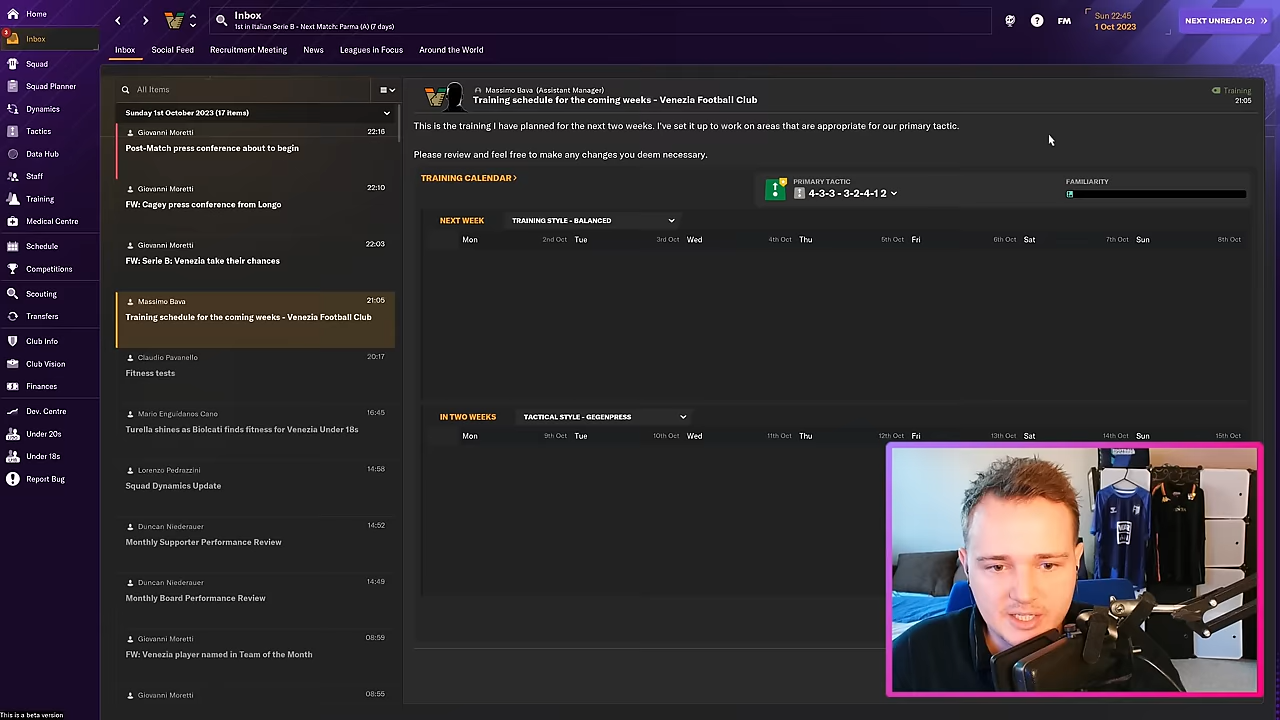 Home
3
Inbox
Squad
Squad Planner
Dynamics
Tactics
Data Hub
Staff
Training
Medical Centre
Schedule
Competitions
Scouting
Transfers
Club Info
Club Vision
Finances
Dev. Centre
Under 20s
Under 18s
Report Bug
This is a beta version
Inbox
1st in Italian Serie B - Next Match: Parma (A) (7 days)
FM
Sun 22:45
1 Oct 2023
NEXT UNREAD (2)
Inbox
Social Feed
Recruitment Meeting
News
Leagues in Focus
Around the World
All Items
Sunday 1st October 2023 (17 items)
Giovanni Moretti 22:16
Post-Match press conference about to begin
Giovanni Moretti 22:10
FW: Cagey press conference from Longo
Giovanni Moretti 22:03
FW: Serie B: Venezia take their chances
Massimo Bava 21:05
Training schedule for the coming weeks - Venezia Football Club
Claudio Pavanello 20:17
Fitness tests
Mario Enguídanos Cano 16:45
Turella shines as Biolcati finds fitness for Venezia Under 18s
Lorenzo Pedrazzini 14:58
Squad Dynamics Update
Duncan Niederauer 14:52
Monthly Supporter Performance Review
Duncan Niederauer 14:49
Monthly Board Performance Review
Giovanni Moretti 08:59
FW: Venezia player named in Team of the Month
Giovanni Moretti 08:55
Massimo Bava (Assistant Manager)
Training schedule for the coming weeks - Venezia Football Club
Training
21:05
This is the training I have planned for the next two weeks. I've set it up to work on areas that are appropriate for our primary tactic.
Please review and feel free to make any changes you deem necessary.
TRAINING CALENDAR >
PRIMARY TACTIC
4-3-3 - 3-2-4-1 2
FAMILIARITY
NEXT WEEK TRAINING STYLE - BALANCED
Mon 2nd Oct Tue 3rd Oct Wed 4th Oct Thu 5th Oct Fri 6th Oct Sat 7th Oct Sun 8th Oct
IN TWO WEEKS TACTICAL STYLE - GEGENPRESS
Mon 9th Oct Tue 10th Oct Wed 11th Oct Thu 12th Oct Fri 13th Oct Sat 14th Oct Sun 15th Oct